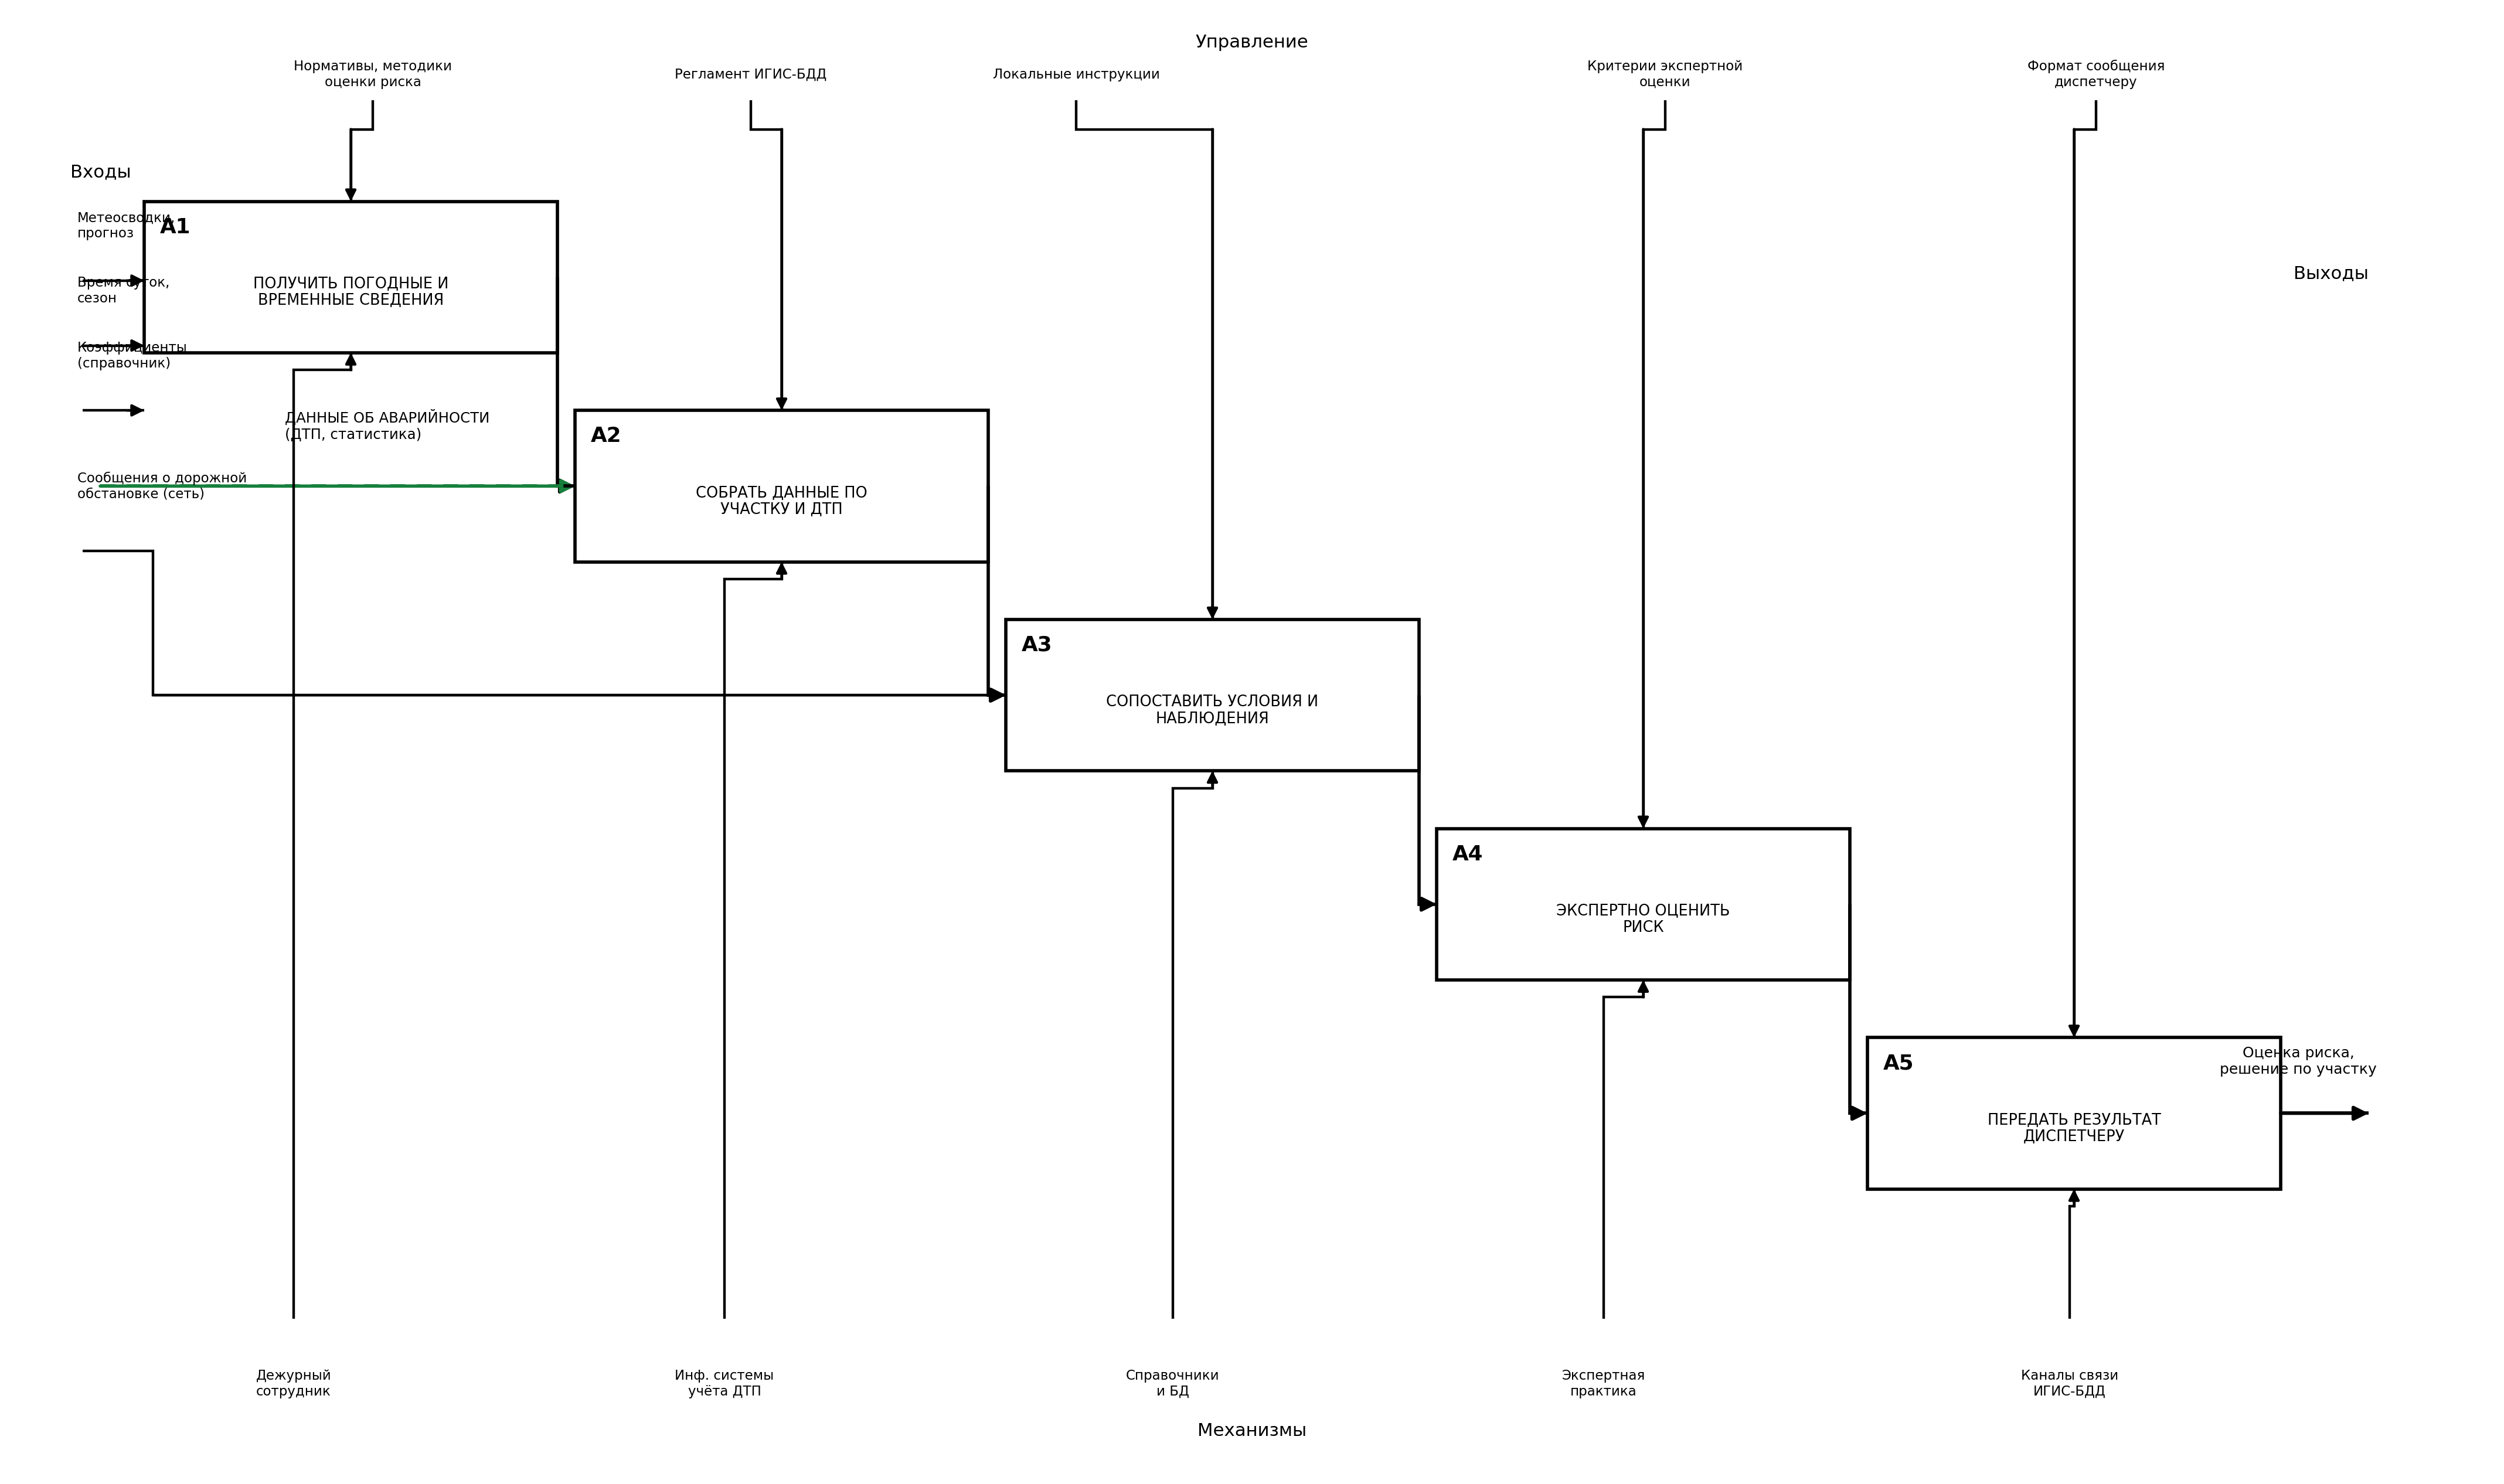 Управление
Нормативы, методики
оценки риска
Регламент ИГИС-БДД
Локальные инструкции
Критерии экспертной
оценки
Формат сообщения
диспетчеру
Входы
Выходы
Метеосводки,
прогноз
A1
ПОЛУЧИТЬ ПОГОДНЫЕ И
ВРЕМЕННЫЕ СВЕДЕНИЯ
Время суток,
сезон
Коэффициенты
(справочник)
ДАННЫЕ ОБ АВАРИЙНОСТИ
(ДТП, статистика)
Сообщения о дорожной
обстановке (сеть)
A2
СОБРАТЬ ДАННЫЕ ПО
УЧАСТКУ И ДТП
A3
СОПОСТАВИТЬ УСЛОВИЯ И
НАБЛЮДЕНИЯ
A4
ЭКСПЕРТНО ОЦЕНИТЬ
РИСК
A5
ПЕРЕДАТЬ РЕЗУЛЬТАТ
ДИСПЕТЧЕРУ
Оценка риска,
решение по участку
Дежурный
сотрудник
Инф. системы
учёта ДТП
Справочники
и БД
Экспертная
практика
Каналы связи
ИГИС-БДД
Механизмы